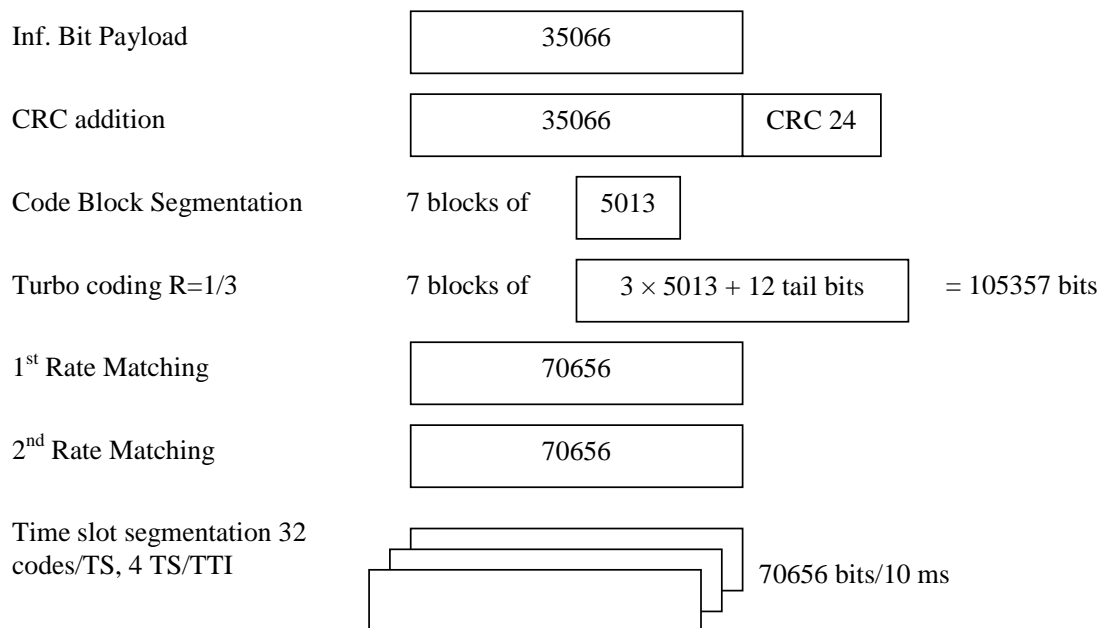 Inf. Bit Payload 35066
CRC addition 35066 CRC 24
Code Block Segmentation 7 blocks of 5013
Turbo coding R=1/3 7 blocks of 3 × 5013 + 12 tail bits = 105357 bits
1st Rate Matching 70656
2nd Rate Matching 70656
Time slot segmentation 32
codes/TS, 4 TS/TTI
70656 bits/10 ms